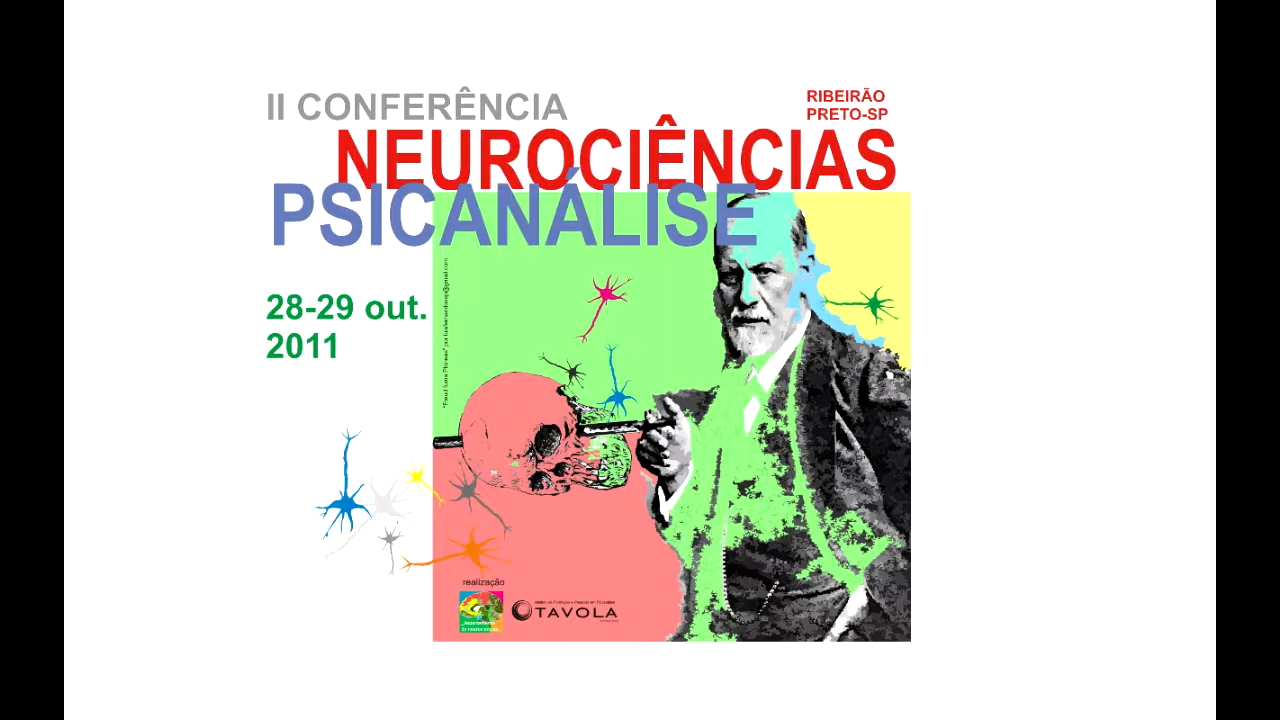 II CONFERÊNCIA
RIBEIRÃO
PRETO-SP
NEUROCIÊNCIAS
PSICANÁLISE
28-29 out.
2011
realização
TAVOLA